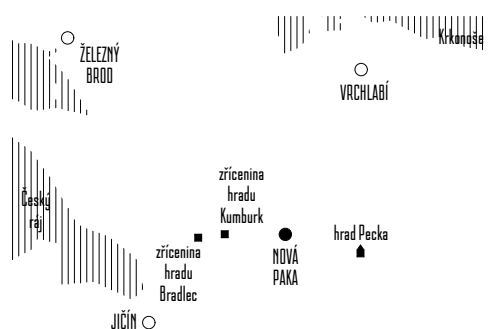 ŽELEZNÝ
BROD
Krkonoše
VRCHLABÍ
zřícenina
hradu
Kumburk
Český
ráj
zřícenina
hradu
Bradlec
NOVÁ
PAKA
hrad Pecka
JIČÍN